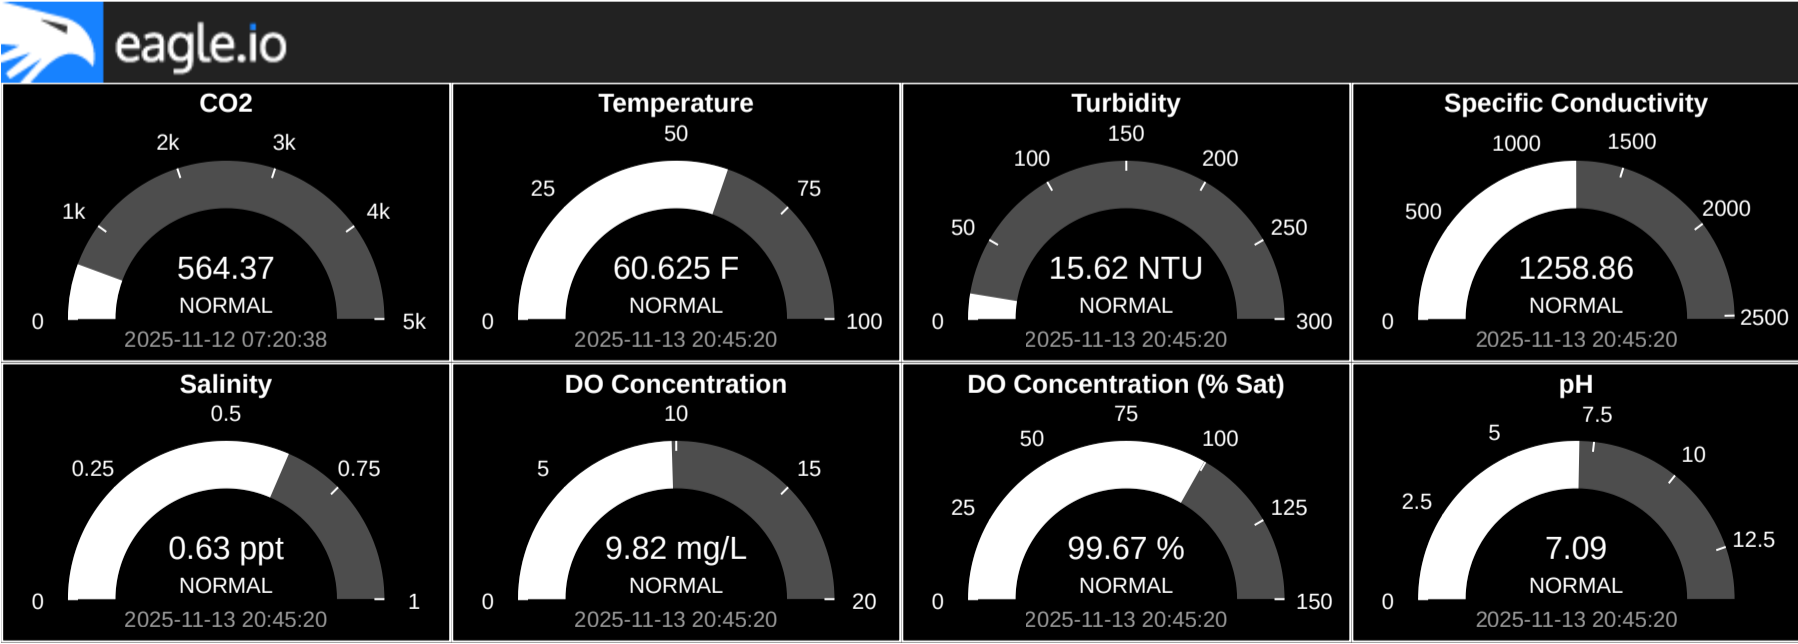 eagle.io
CO2
0
1k
2k
3k
4k
5k
564.37
NORMAL
2025-11-12 07:20:38
Temperature
0
25
50
75
100
60.625 F
NORMAL
2025-11-13 20:45:20
Turbidity
0
50
100
150
200
250
300
15.62 NTU
NORMAL
2025-11-13 20:45:20
Specific Conductivity
0
500
1000
1500
2000
2500
1258.86
NORMAL
2025-11-13 20:45:20
Salinity
0
0.25
0.5
0.75
1
0.63 ppt
NORMAL
2025-11-13 20:45:20
DO Concentration
0
5
10
15
20
9.82 mg/L
NORMAL
2025-11-13 20:45:20
DO Concentration (% Sat)
0
25
50
75
100
125
150
99.67 %
NORMAL
2025-11-13 20:45:20
pH
0
2.5
5
7.5
10
12.5
7.09
NORMAL
2025-11-13 20:45:20